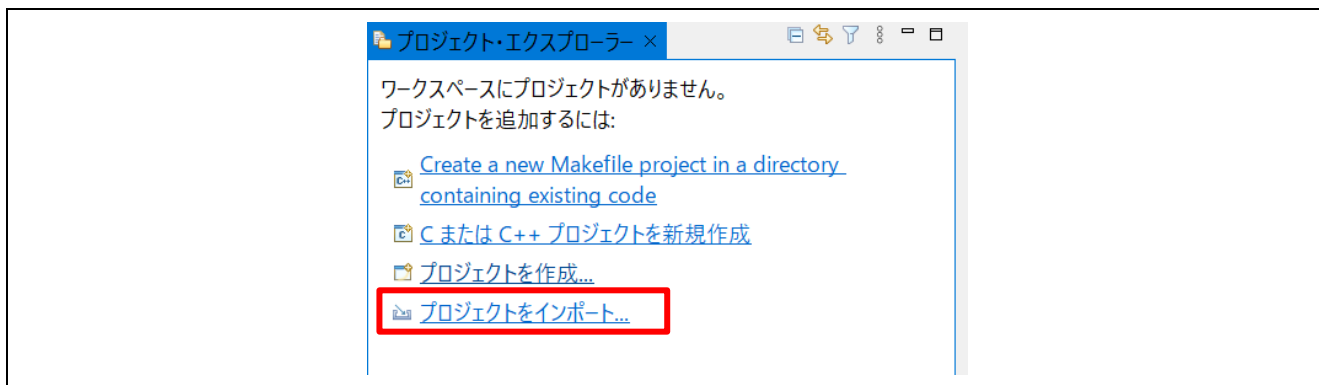 プロジェクト・エクスプローラー ×
ワークスペースにプロジェクトがありません。
プロジェクトを追加するには:
Create a new Makefile project in a directory
containing existing code
C または C++ プロジェクトを新規作成
プロジェクトを作成...
プロジェクトをインポート...